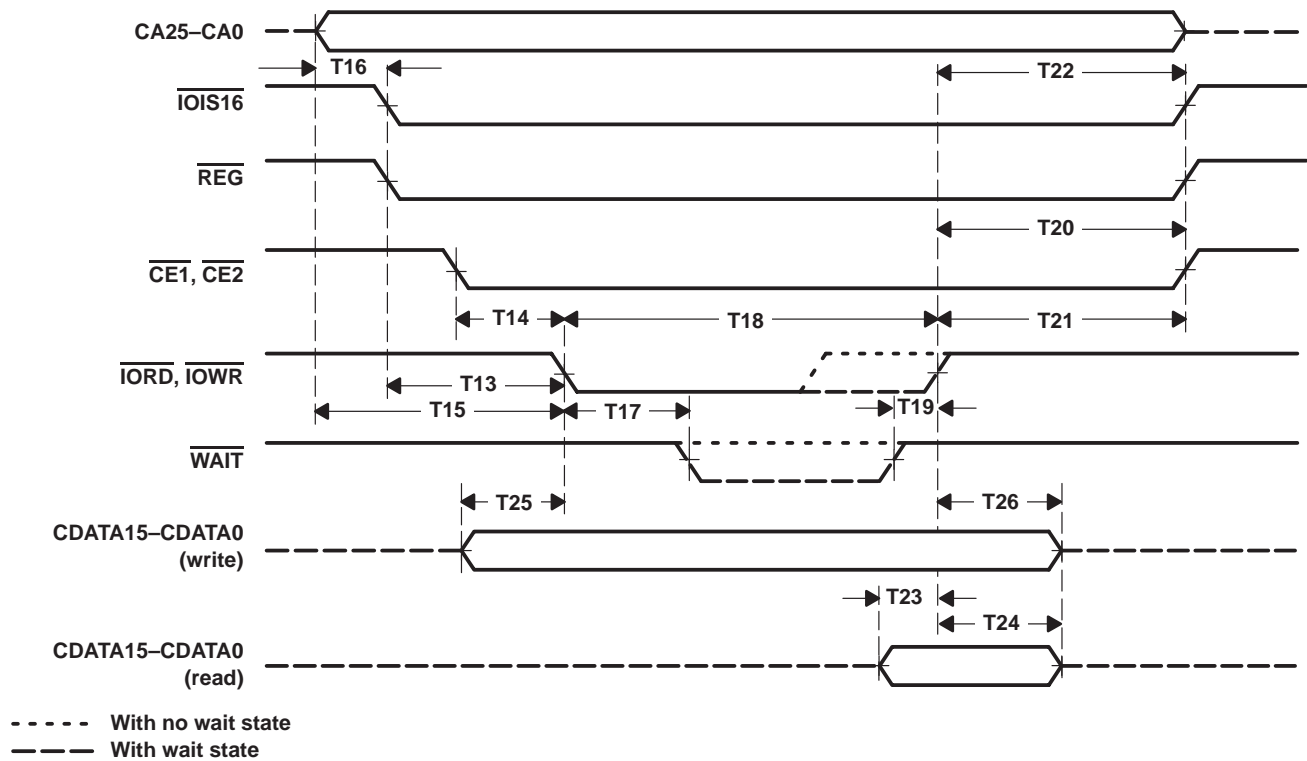 CA25–CA0
T16
T22
IOIS16
REG
T20
CE1, CE2
T14
T18
T21
IORD, IOWR
T13
T19
T15
T17
WAIT
T25
T26
CDATA15–CDATA0
(write)
T23
T24
CDATA15–CDATA0
(read)
With no wait state
With wait state